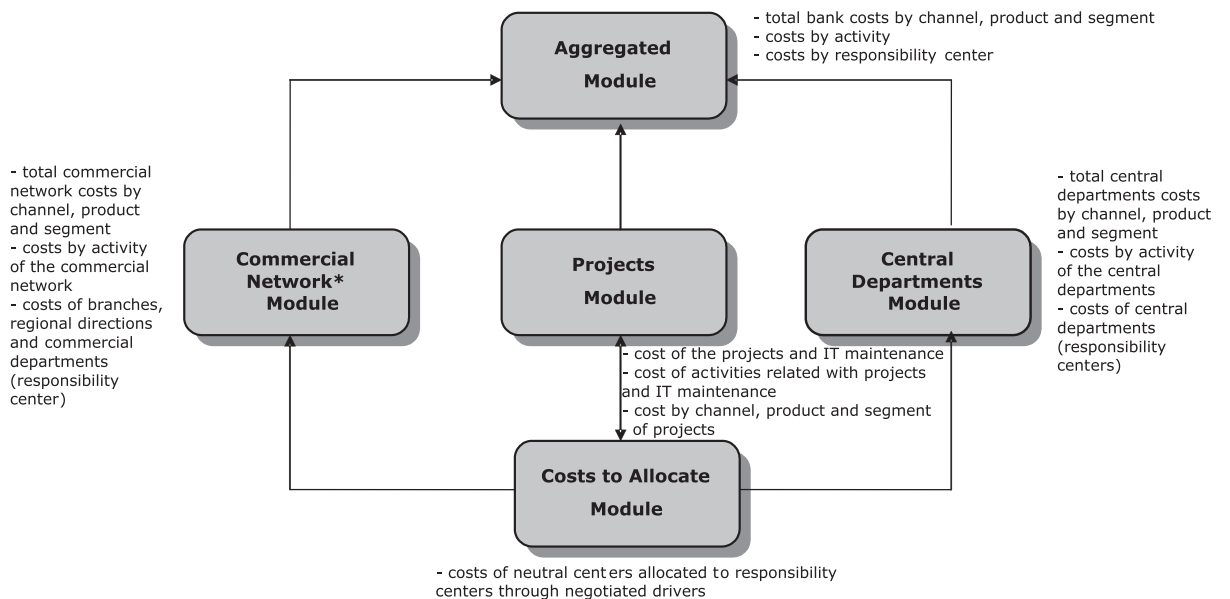 Aggregated
Module
- total bank costs by channel, product and segment
- costs by activity
- costs by responsibility center
- total commercial
network costs by
channel, product
and segment
- costs by activity
of the commercial
network
- costs of branches,
regional directions
and commercial
departments
(responsibility
center)
Commercial
Network*
Module
Projects
Module
Central
Departments
Module
- total central
departments costs
by channel, product
and segment
- costs by activity
of the central
departments
- costs of central
departments
(responsibility
centers)
- cost of the projects and IT maintenance
- cost of activities related with projects
and IT maintenance
- cost by channel, product and segment
of projects
Costs to Allocate
Module
- costs of neutral centers allocated to responsibility
centers through negotiated drivers